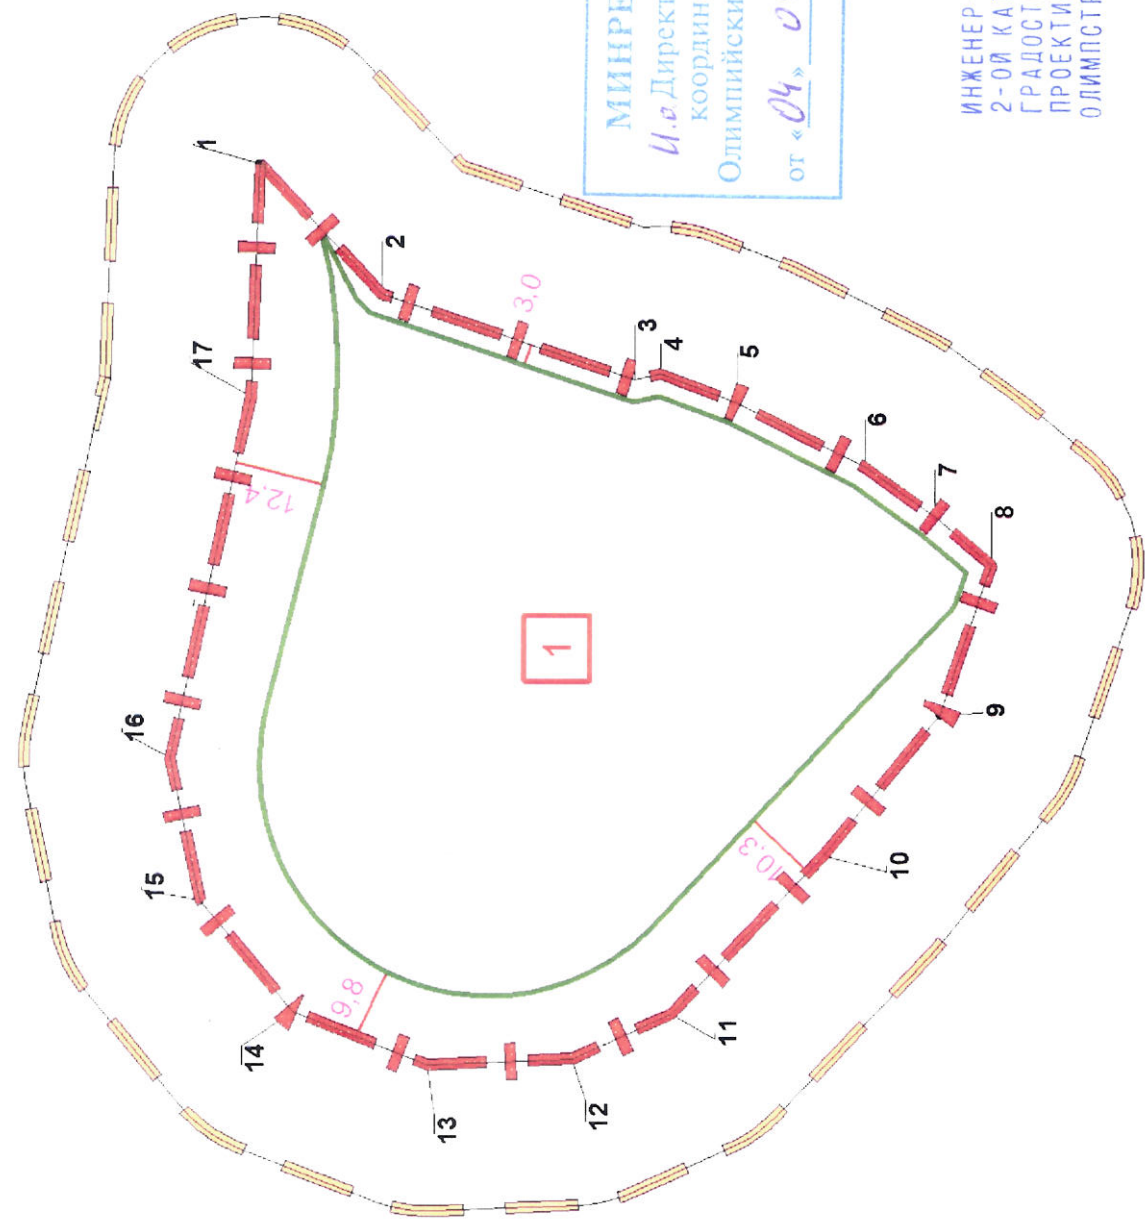 МИНРЕ
И.о. Директ
координ
Олимпийски
от «04» 0
ИНЖЕНЕР
2-ОЙ КА
ГРАДОСТ
ПРОЕКТИ
ОЛИМПСТР
1
2
3
4
5
6
7
8
9
10
11
12
13
14
15
16
17
3,0
12,4
10,3
9,8
1